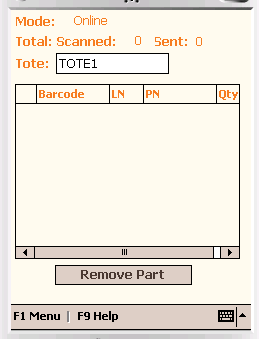 Mode: Online
Total: Scanned: 0 Sent: 0
Tote: TOTE1
Barcode LN PN Qty
Remove Part
F1 Menu | F9 Help